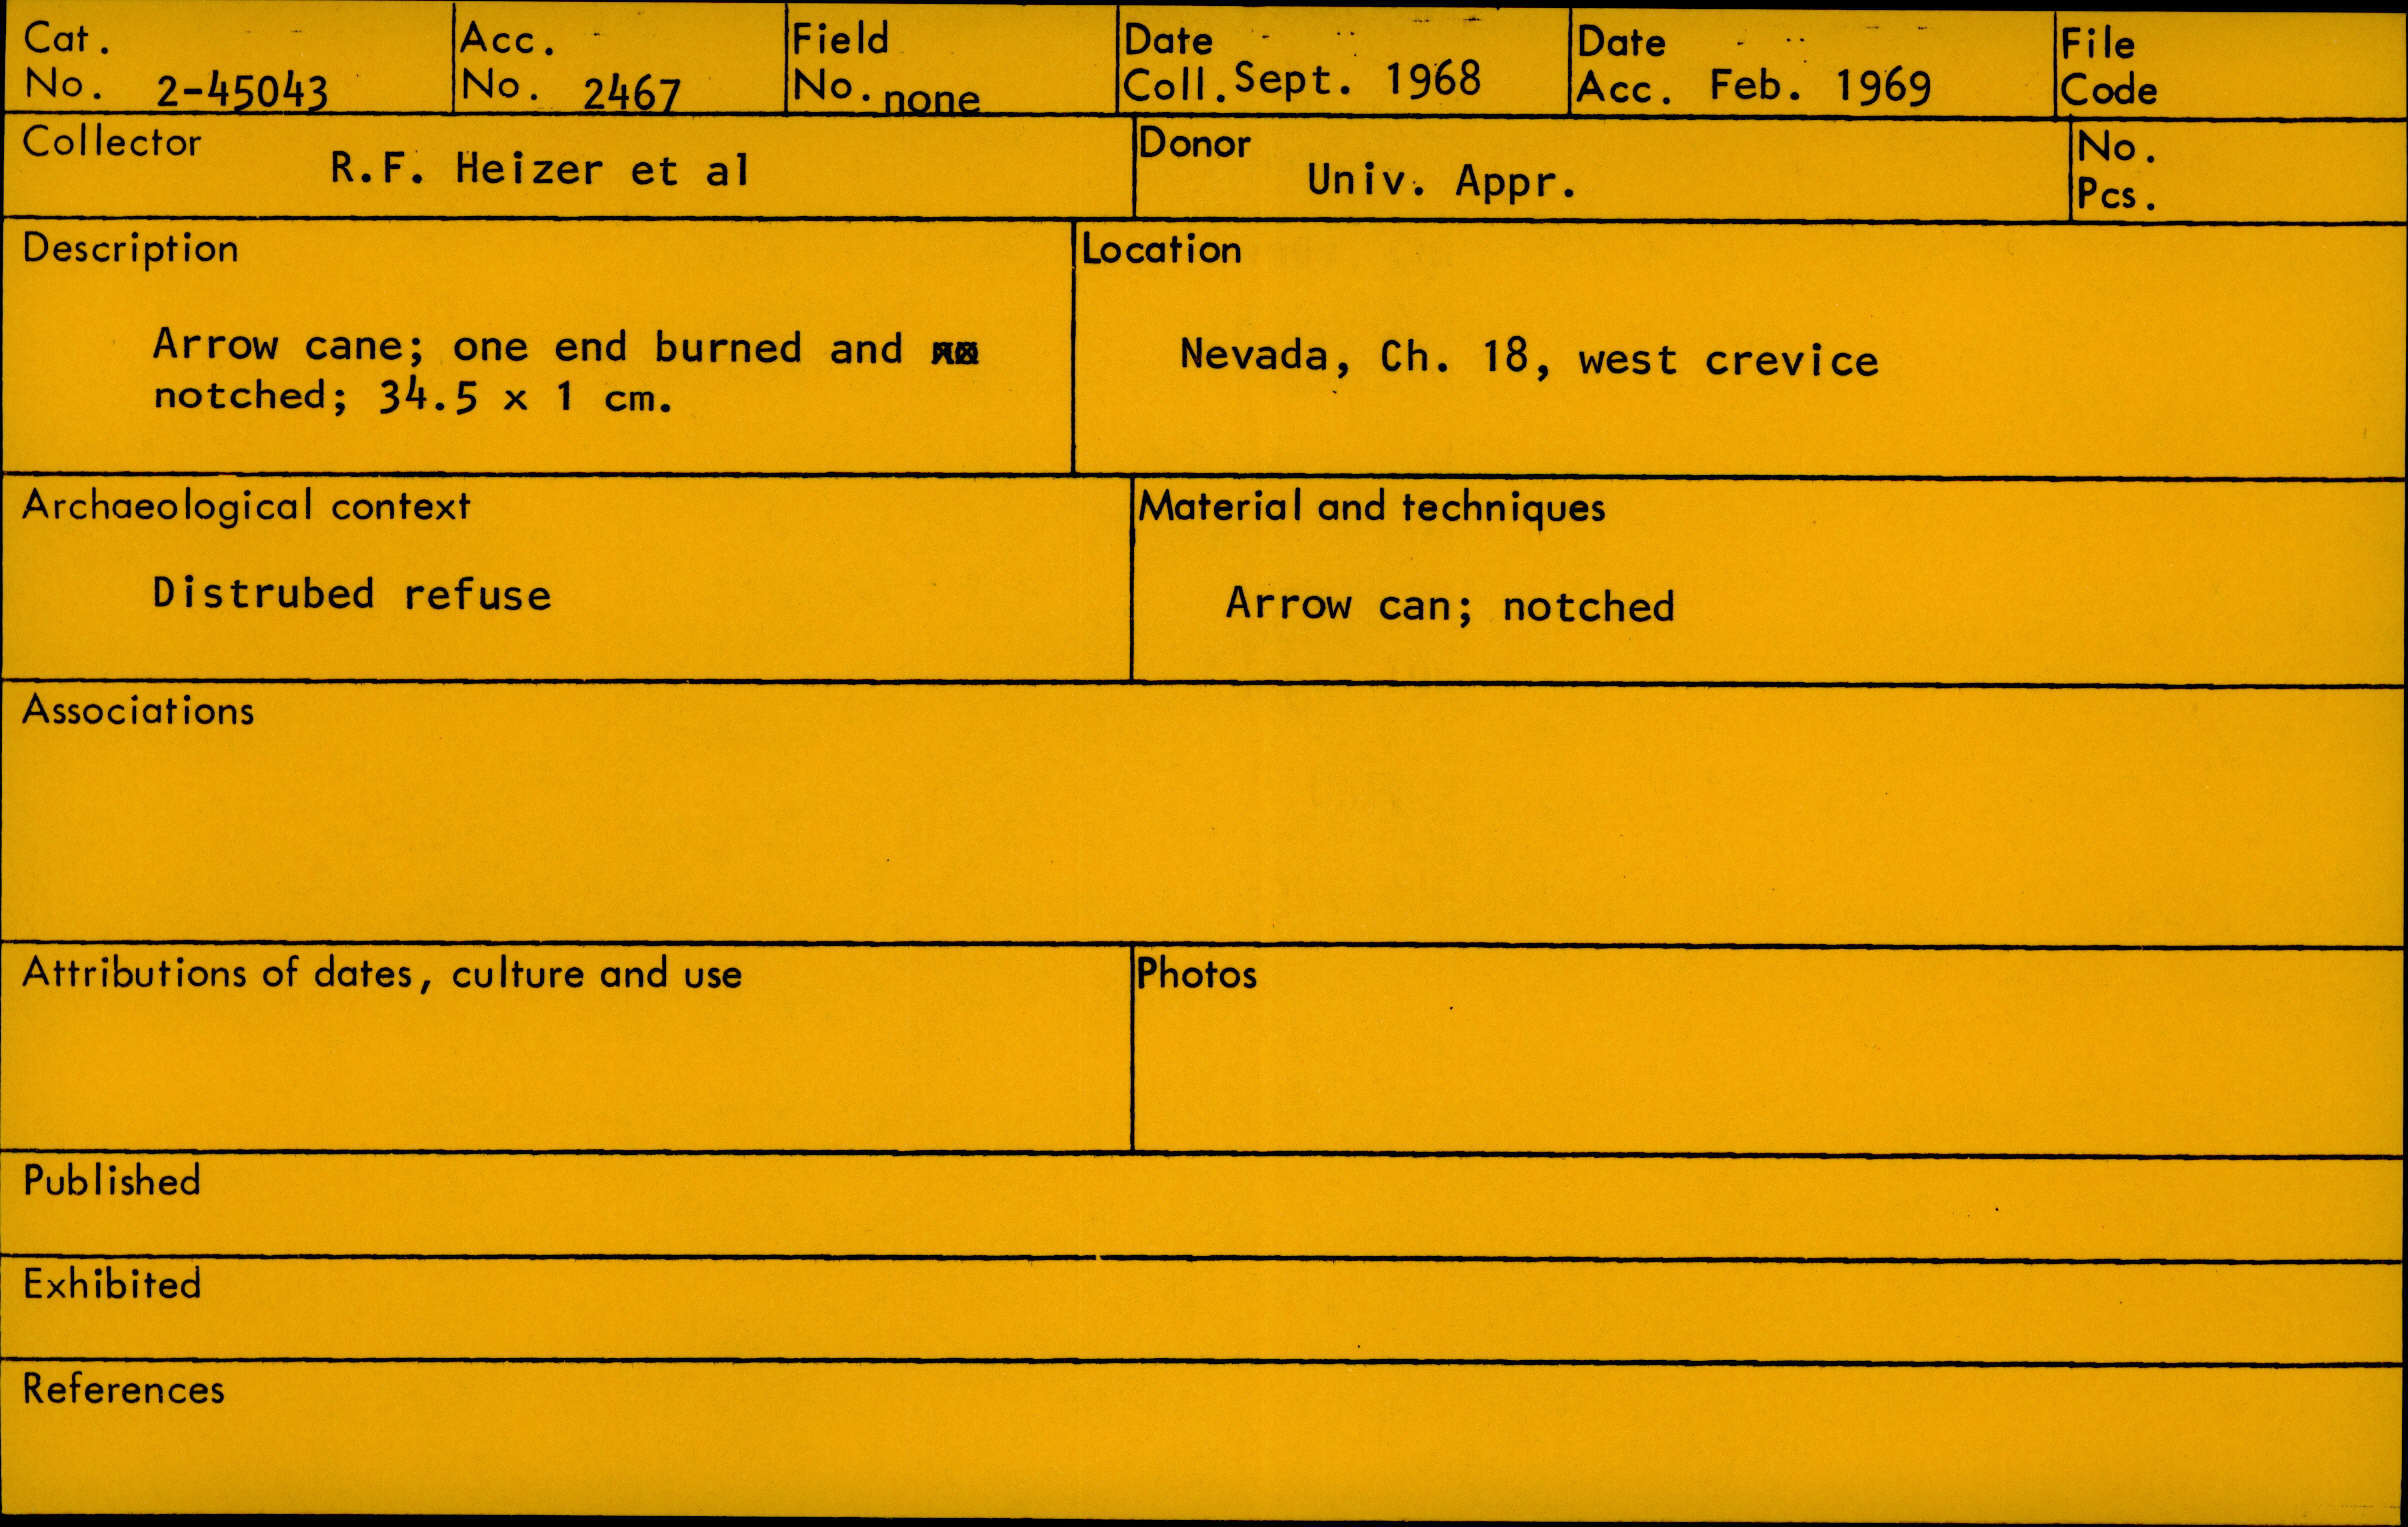 Cat. No. 2-45043
Acc. No. 2467
Field No. none
Date Coll. Sept. 1968
Date Acc. Feb. 1969
File Code
Collector R.F. Heizer et al
Donor Univ. Appr.
No. Pcs.
Description
Arrow cane; one end burned and
notched; 34.5 x 1 cm.
Location
Nevada, Ch. 18, west crevice
Archaeological context
Distrubed refuse
Material and techniques
Arrow can; notched
Associations
Attributions of dates, culture and use
Photos
Published
Exhibited
References